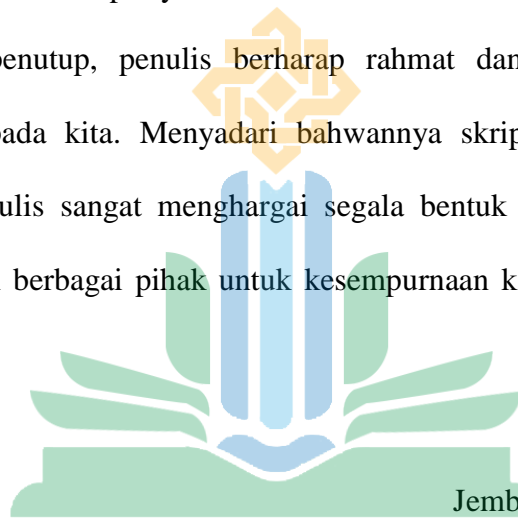 penutup, penulis berharap rahmat dan
pada kita. Menyadari bahwannya skrip
ulis sangat menghargai segala bentuk
berbagai pihak untuk kesempurnaan k
Jemb